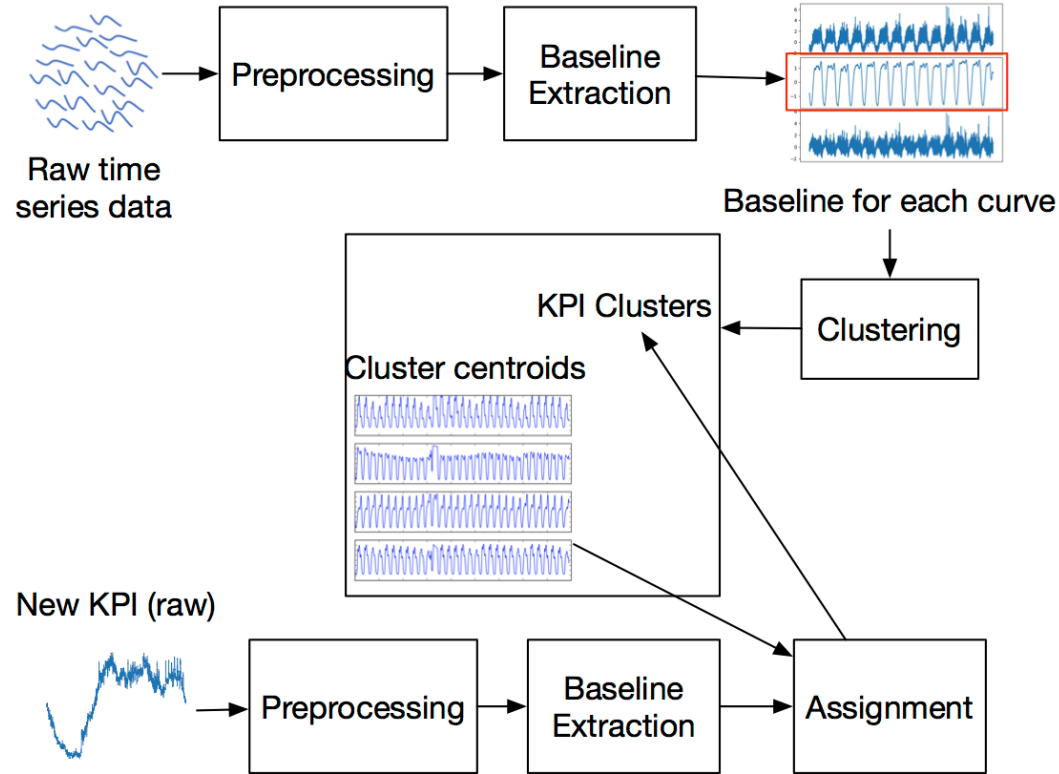 Preprocessing
Baseline
Extraction
Raw time
series data
Baseline for each curve
KPI Clusters
Clustering
Cluster centroids
New KPI (raw)
Preprocessing
Baseline
Extraction
Assignment